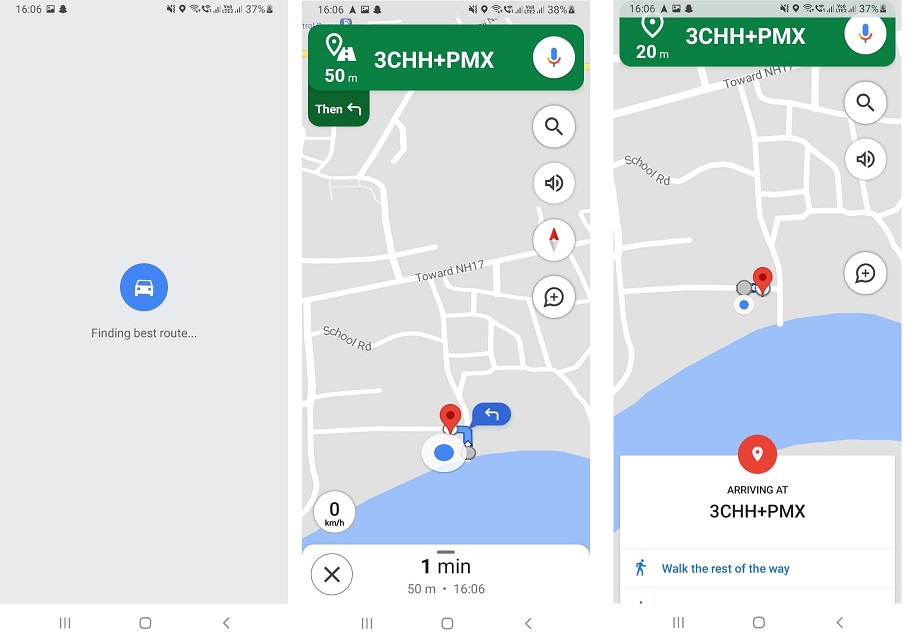 16:06
37%
Finding best route...
16:06
38%
3CHH+PMX
50 m
Then
Toward NH17
School Rd
0
km/h
1 min
50 m • 16:06
16:06
37%
3CHH+PMX
20 m
Toward NH17
School Rd
ARRIVING AT
3CHH+PMX
Walk the rest of the way